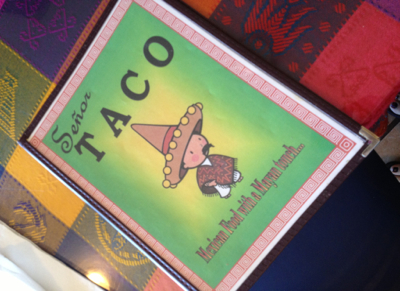 Señor
TACO
Mexican Food with a Mayan touch...